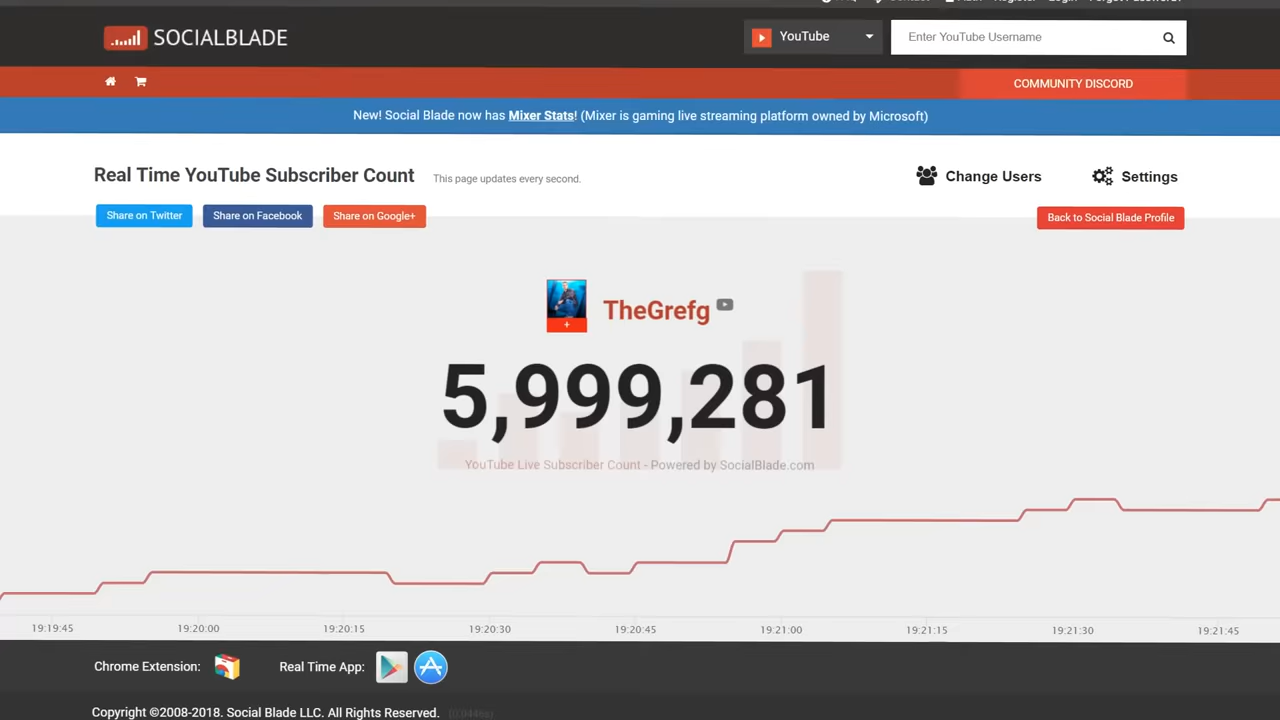 Register
SOCIALBLADE
YouTube
Enter YouTube Username
COMMUNITY DISCORD
New! Social Blade now has Mixer Stats! (Mixer is gaming live streaming platform owned by Microsoft)
Real Time YouTube Subscriber Count
This page updates every second.
Change Users
Settings
Share on Twitter
Share on Facebook
Share on Google+
Back to Social Blade Profile
TheGrefg
5,999,281
YouTube Live Subscriber Count - Powered by SocialBlade.com
19:19:45
19:20:00
19:20:15
19:20:30
19:20:45
19:21:00
19:21:15
19:21:30
19:21:45
Chrome Extension:
Real Time App:
Copyright ©2008-2018. Social Blade LLC. All Rights Reserved.